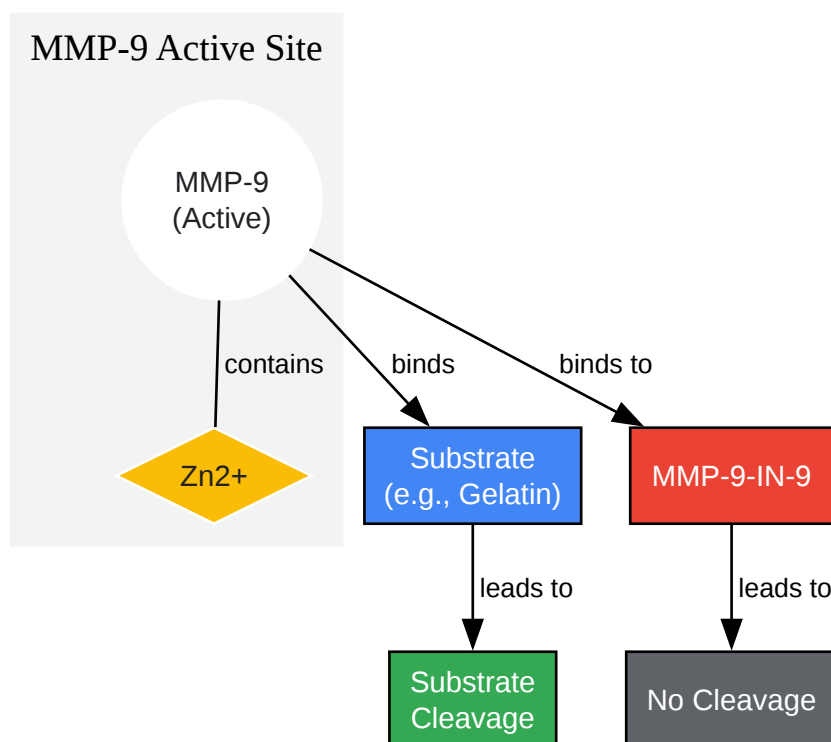 MMP-9 Active Site
MMP-9
(Active)
contains
binds
binds to
Zn2+
Substrate
(e.g., Gelatin)
MMP-9-IN-9
leads to
leads to
Substrate
Cleavage
No Cleavage